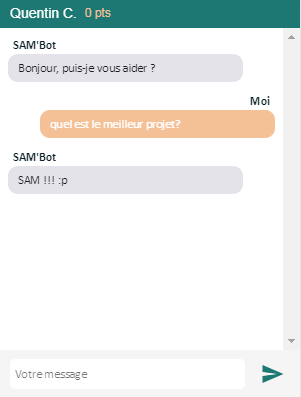 Quentin C. 0 pts
SAM'Bot
Bonjour, puis-je vous aider ?
Moi
quel est le meilleur projet?
SAM'Bot
SAM !!! :p
Votre message